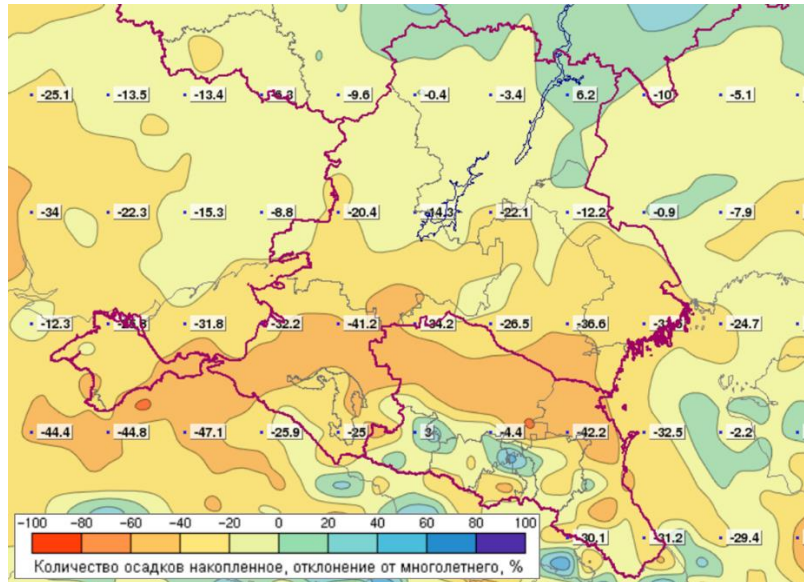 -25.1 -13.5 -13.4 -9.6 -0.4 -3.4 6.2 -10 -5.1
-34 -22.3 -15.3 -8.8 -20.4 -14.3 -22.1 -12.2 -0.9 -7.9
-12.3 -31.8 -32.2 -41.2 -34.2 -26.5 -36.6 -24.7
-44.4 -44.8 -47.1 -25.9 -25 3 -4.4 -42.2 -32.5 -2.2
-30.1 -31.2 -29.4
−100 −80 −60 −40 −20 0 20 40 60 80 100
Количество осадков накопленное, отклонение от многолетнего, %